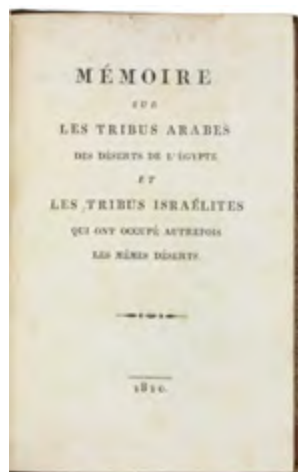 MÉMOIRE
SUR
LES TRIBUS ARABES
DES DÉSERTS DE L'ÉGYPTE
ET
LES TRIBUS ISRAÉLITES
QUI ONT OCCUPÉ AUTREFOIS
LES MÊMES DÉSERTS.